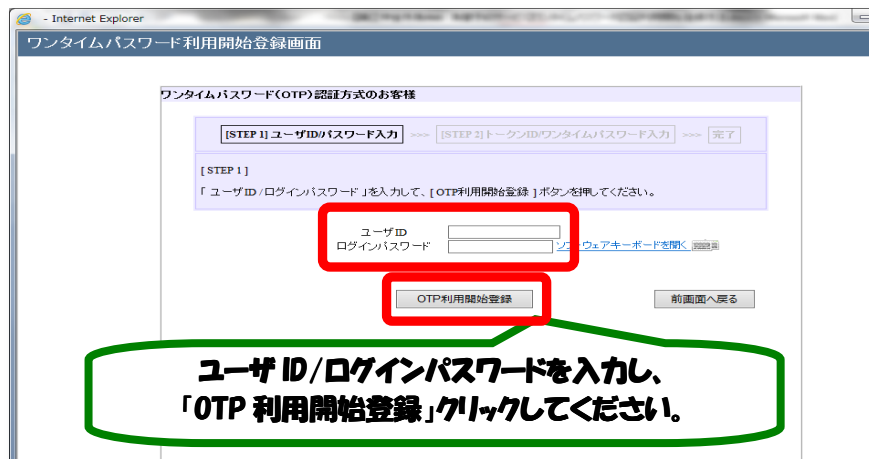 - Internet Explorer
ワンタイムパスワード利用開始登録画面
ワンタイムパスワード(OTP)認証方式のお客様
[STEP 1] ユーザID/パスワード入力 >>> [STEP 2] トークンID/ワンタイムパスワード入力 >>> 完了
[ STEP 1 ]
「 ユーザID /ログインパスワード 」を入力して、[ OTP利用開始登録 ]ボタンを押してください。
ユーザID
ログインパスワード ソフトウェアキーボードを開く
OTP利用開始登録 前画面へ戻る
ユーザ ID/ログインパスワードを入力し、
「OTP 利用開始登録」クリックしてください。